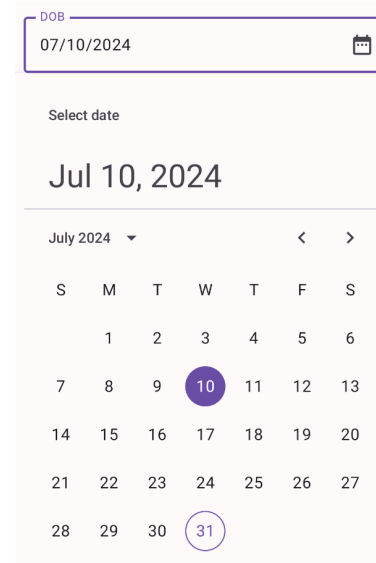 DOB
07/10/2024
Select date
Jul 10, 2024
July 2024
S M T W T F S
1 2 3 4 5 6
7 8 9 10 11 12 13
14 15 16 17 18 19 20
21 22 23 24 25 26 27
28 29 30 31